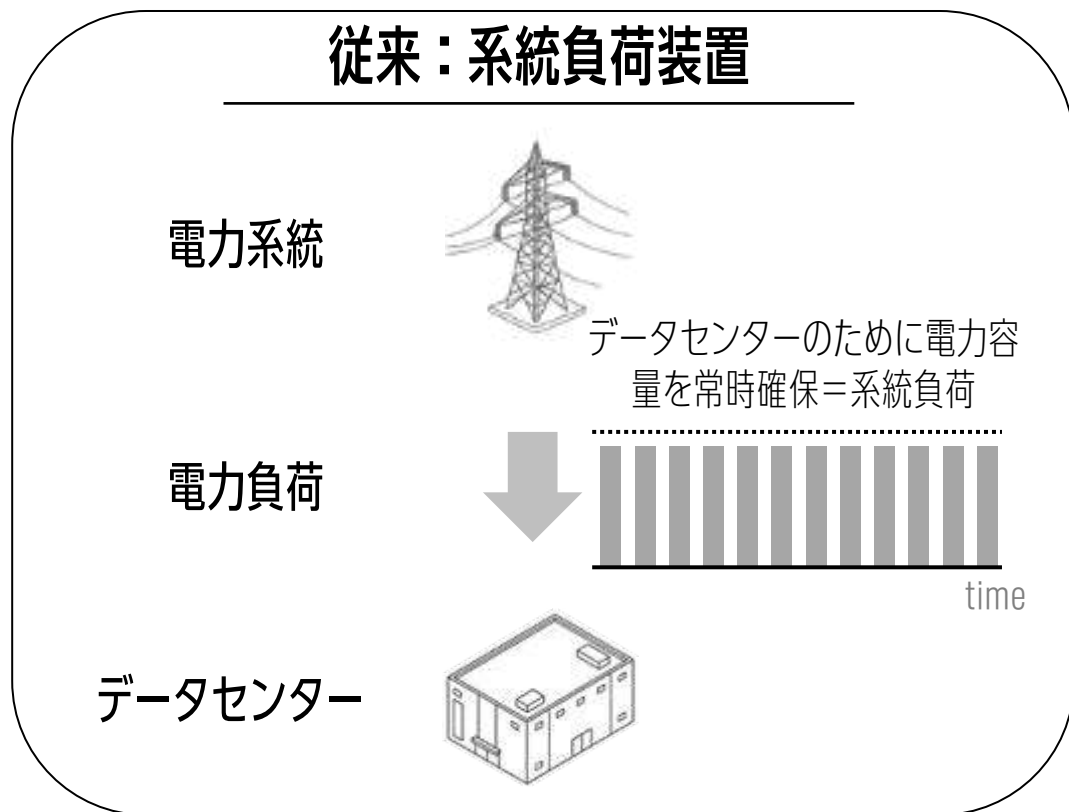 従来：系統負荷装置
電力系統
データセンターのために電力容
量を常時確保＝系統負荷
電力負荷
time
データセンター